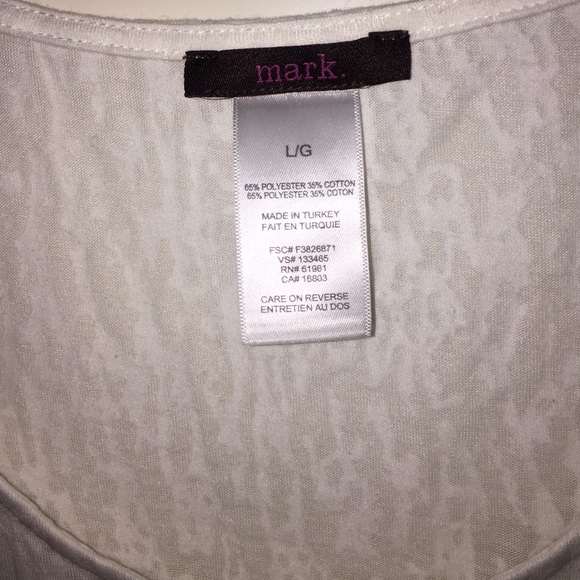 mark.
L/G
65% POLYESTER 35% COTTON
65% POLYESTER 35% COTON
MADE IN TURKEY
FAIT EN TURQUIE
FSC# F3826871
VS# 133465
RN# 61961
CA# 16803
CARE ON REVERSE
ENTRETIEN AU DOS